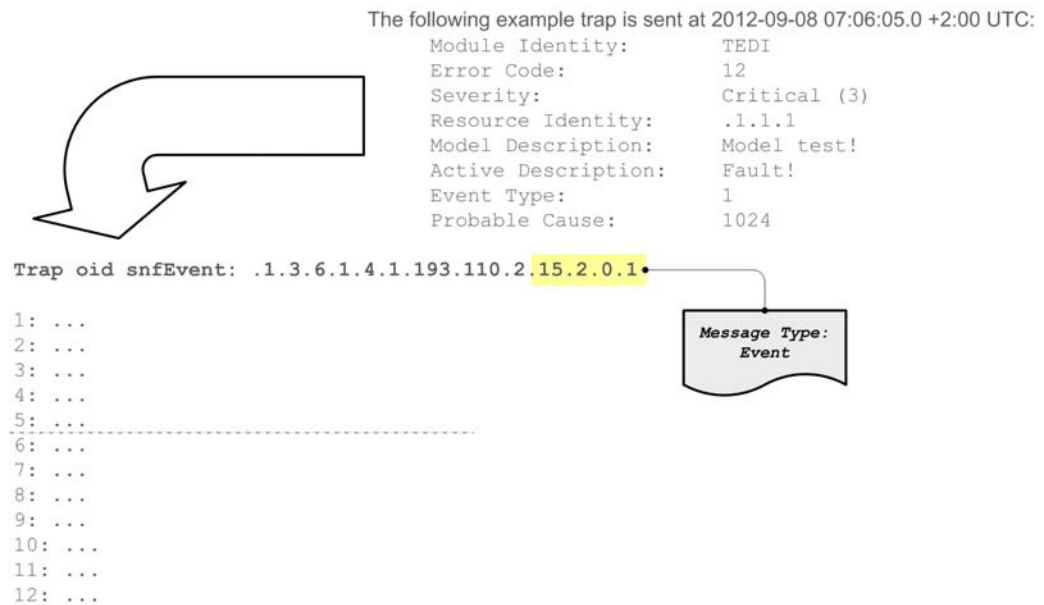 The following example trap is sent at 2012-09-08 07:06:05.0 +2:00 UTC:
Module Identity: TEDI
Error Code: 12
Severity: Critical (3)
Resource Identity: .1.1.1
Model Description: Model test!
Active Description: Fault!
Event Type: 1
Probable Cause: 1024
Trap oid snfEvent: .1.3.6.1.4.1.193.110.2.15.2.0.1
Message Type:
Event
1: ...
2: ...
3: ...
4: ...
5: ...
6: ...
7: ...
8: ...
9: ...
10: ...
11: ...
12: ...